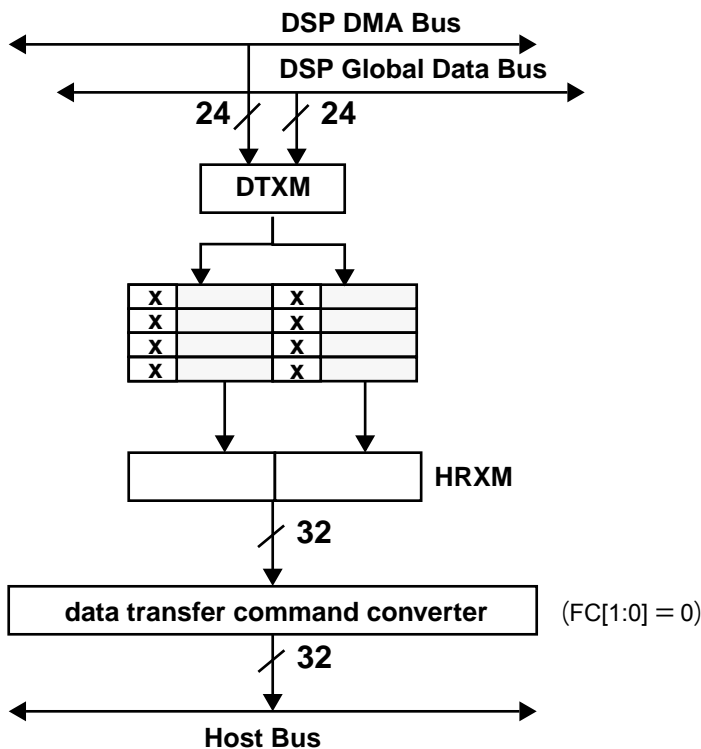 DSP DMA Bus
DSP Global Data Bus
24 24
DTXM
x x
x x
x x
x x
HRXM
32
data transfer command converter (FC[1:0] = 0)
32
Host Bus